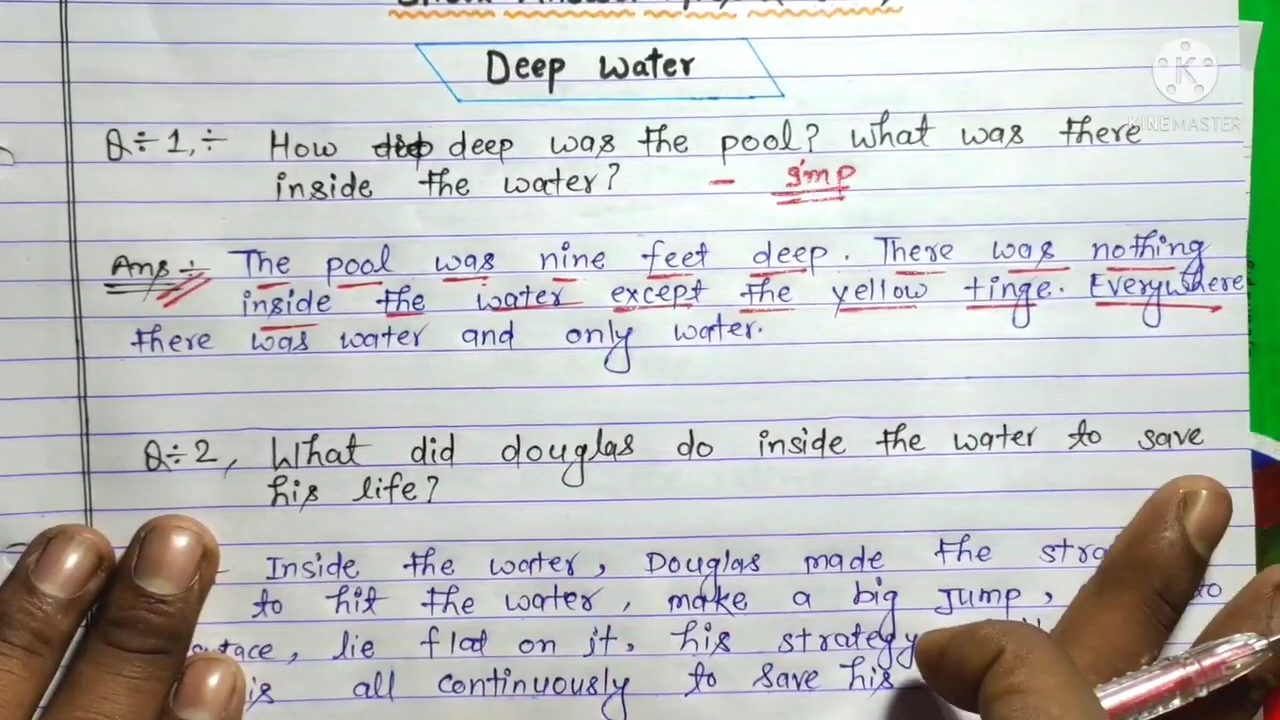 Deep water
KINEMASTER
Q÷1,÷ How deep was the pool? What was there
inside the water? - imp
Ans÷ The pool was nine feet deep. There was nothing
inside the water except the yellow tinge. Everywhere
there was water and only water.
Q÷2, What did douglas do inside the water to save
his life?
Inside the water, Douglas made the
to hit the water, make a big jump, to
lie flat on it. his strategy
all continuously to save his